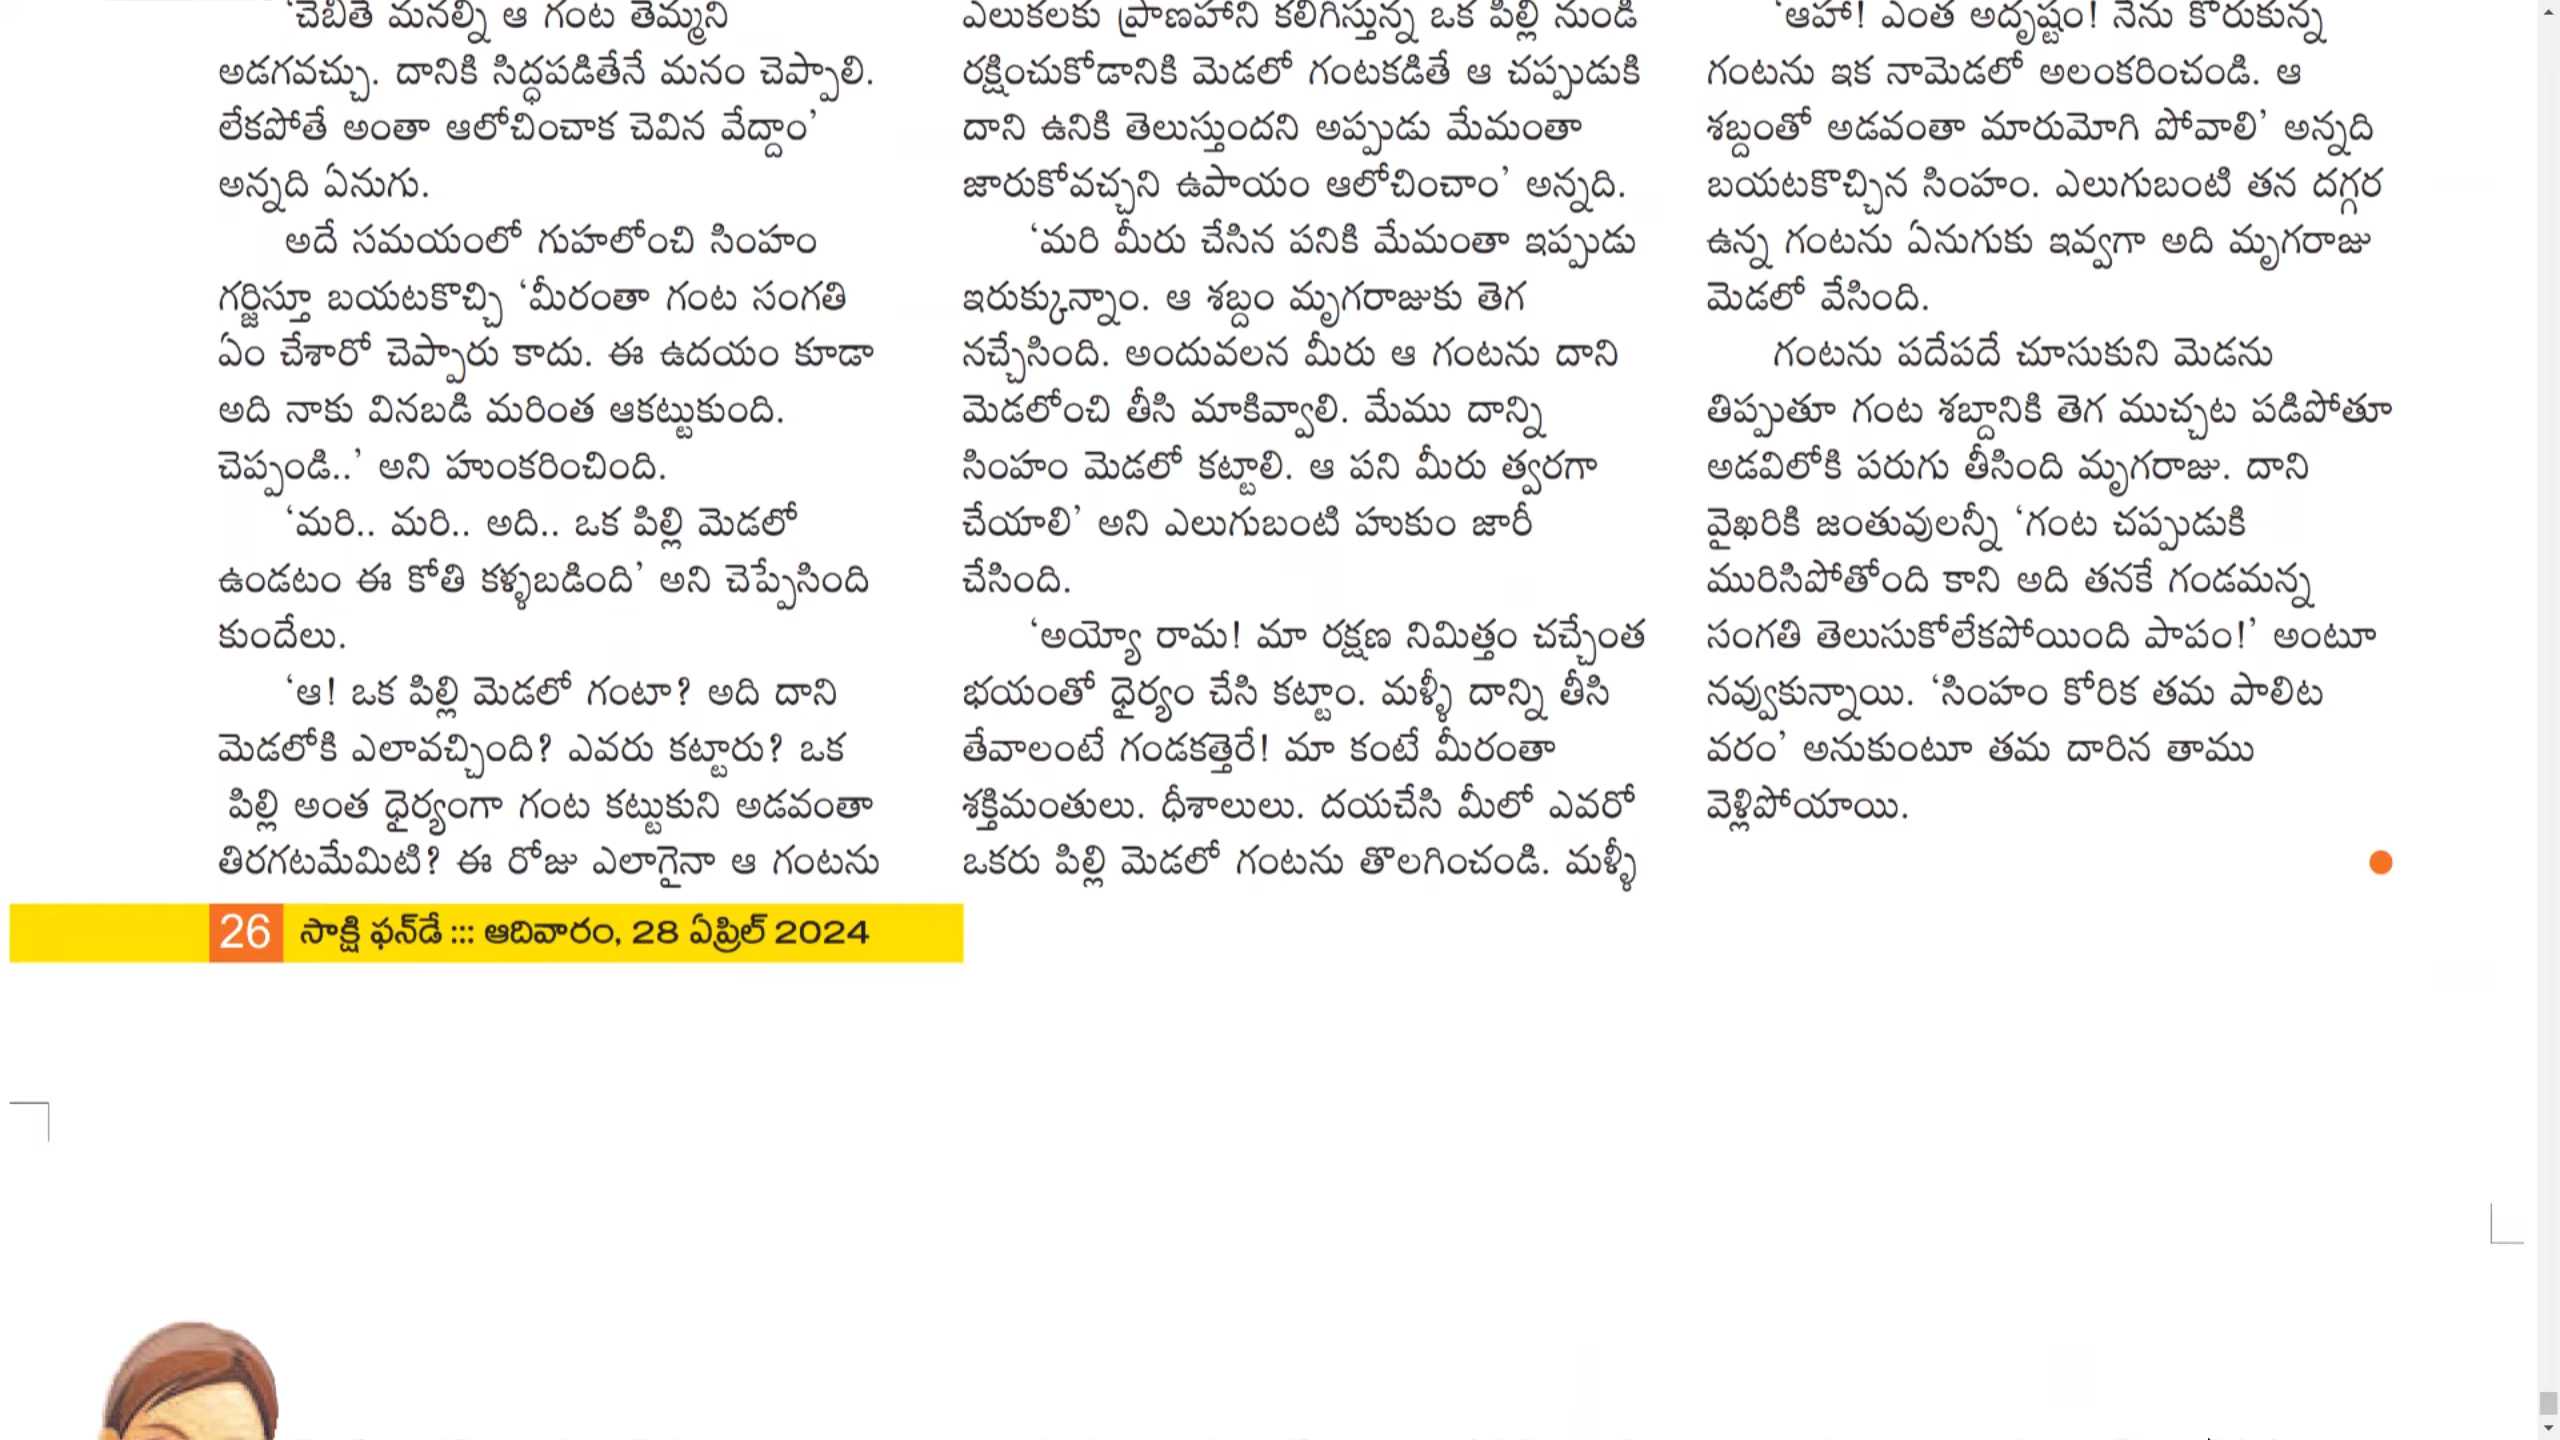 ‘చెబితే మనల్ని ఆ గంట తెమ్మని
అడగవచ్చు. దానికి సిద్ధపడితేనే మనం చెప్పాలి.
లేకపోతే అంతా ఆలోచించాక చెవిన వేద్దాం’
అన్నది ఏనుగు.
అదే సమయంలో గుహలోంచి సింహం
గర్జిస్తూ బయటకొచ్చి ‘మీరంతా గంట సంగతి
ఏం చేశారో చెప్పారు కాదు. ఈ ఉదయం కూడా
అది నాకు వినబడి మరింత ఆకట్టుకుంది.
చెప్పండి..’ అని హుంకరించింది.
‘మరి.. మరి.. అది.. ఒక పిల్లి మెడలో
ఉండటం ఈ కోతి కళ్ళబడింది’ అని చెప్పేసింది
కుందేలు.
‘ఆ! ఒక పిల్లి మెడలో గంటా? అది దాని
మెడలోకి ఎలావచ్చింది? ఎవరు కట్టారు? ఒక
పిల్లి అంత ధైర్యంగా గంట కట్టుకుని అడవంతా
తిరగటమేమిటి? ఈ రోజు ఎలాగైనా ఆ గంటను
ఎలుకలకు ప్రాణహాని కలిగిస్తున్న ఒక పిల్లి నుండి
రక్షించుకోడానికి మెడలో గంటకడితే ఆ చప్పుడుకి
దాని ఉనికి తెలుస్తుందని అప్పుడు మేమంతా
జారుకోవచ్చని ఉపాయం ఆలోచించాం’ అన్నది.
‘మరి మీరు చేసిన పనికి మేమంతా ఇప్పుడు
ఇరుక్కున్నాం. ఆ శబ్దం మృగరాజుకు తెగ
నచ్చేసింది. అందువలన మీరు ఆ గంటను దాని
మెడలోంచి తీసి మాకివ్వాలి. మేము దాన్ని
సింహం మెడలో కట్టాలి. ఆ పని మీరు త్వరగా
చేయాలి’ అని ఎలుగుబంటి హుకుం జారీ
చేసింది.
‘అయ్యో రామ! మా రక్షణ నిమిత్తం చచ్చేంత
భయంతో ధైర్యం చేసి కట్టాం. మళ్ళీ దాన్ని తీసి
తేవాలంటే గండకత్తెరే! మా కంటే మీరంతా
శక్తిమంతులు. ధీశాలులు. దయచేసి మీలో ఎవరో
ఒకరు పిల్లి మెడలో గంటను తొలగించండి. మళ్ళీ
‘ఆహా! ఎంత అదృష్టం! నేను కోరుకున్న
గంటను ఇక నామెడలో అలంకరించండి. ఆ
శబ్దంతో అడవంతా మారుమోగి పోవాలి’ అన్నది
బయటకొచ్చిన సింహం. ఎలుగుబంటి తన దగ్గర
ఉన్న గంటను ఏనుగుకు ఇవ్వగా అది మృగరాజు
మెడలో వేసింది.
గంటను పదేపదే చూసుకుని మెడను
తిప్పుతూ గంట శబ్దానికి తెగ ముచ్చట పడిపోతూ
అడవిలోకి పరుగు తీసింది మృగరాజు. దాని
వైఖరికి జంతువులన్నీ ‘గంట చప్పుడుకి
మురిసిపోతోంది కాని అది తనకే గండమన్న
సంగతి తెలుసుకోలేకపోయింది పాపం!’ అంటూ
నవ్వుకున్నాయి. ‘సింహం కోరిక తమ పాలిట
వరం’ అనుకుంటూ తమ దారిన తాము
వెళ్లిపోయాయి.
26 సాక్షి ఫన్‌డే ::: ఆదివారం, 28 ఏప్రిల్ 2024